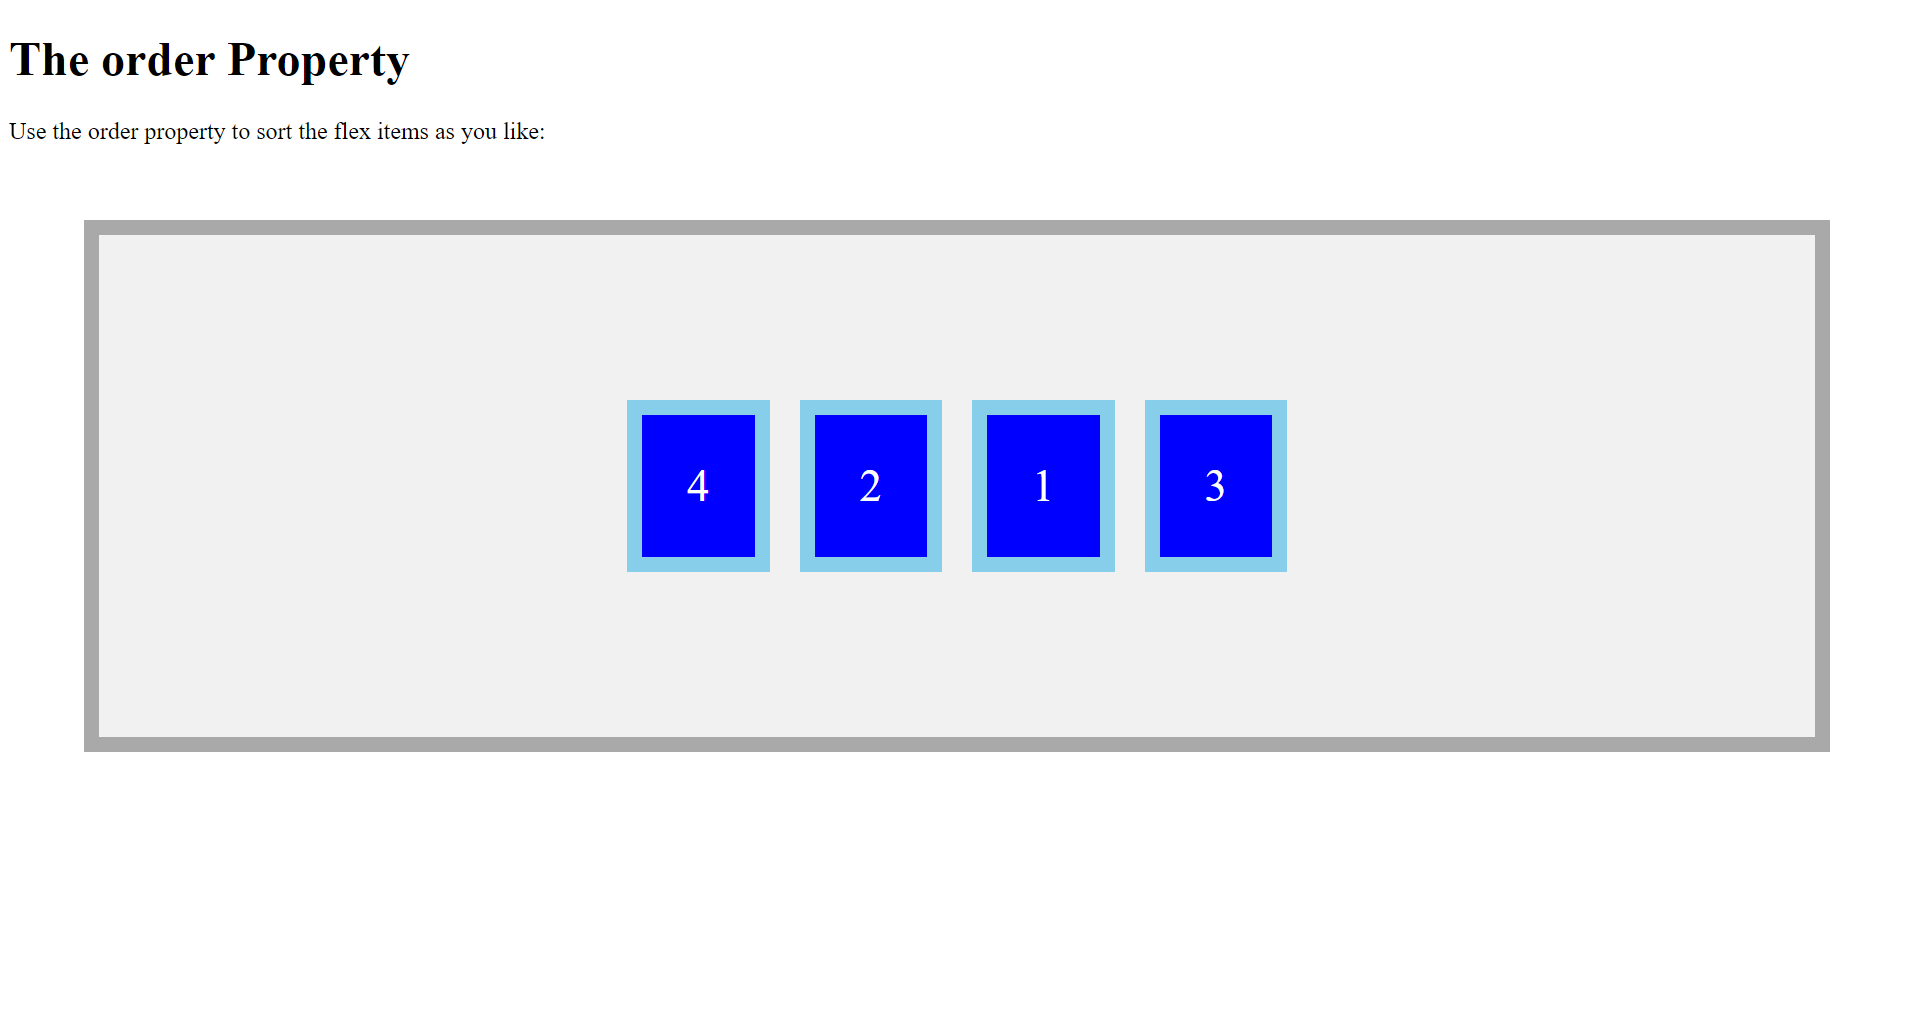 The order Property
Use the order property to sort the flex items as you like:
4 2 1 3